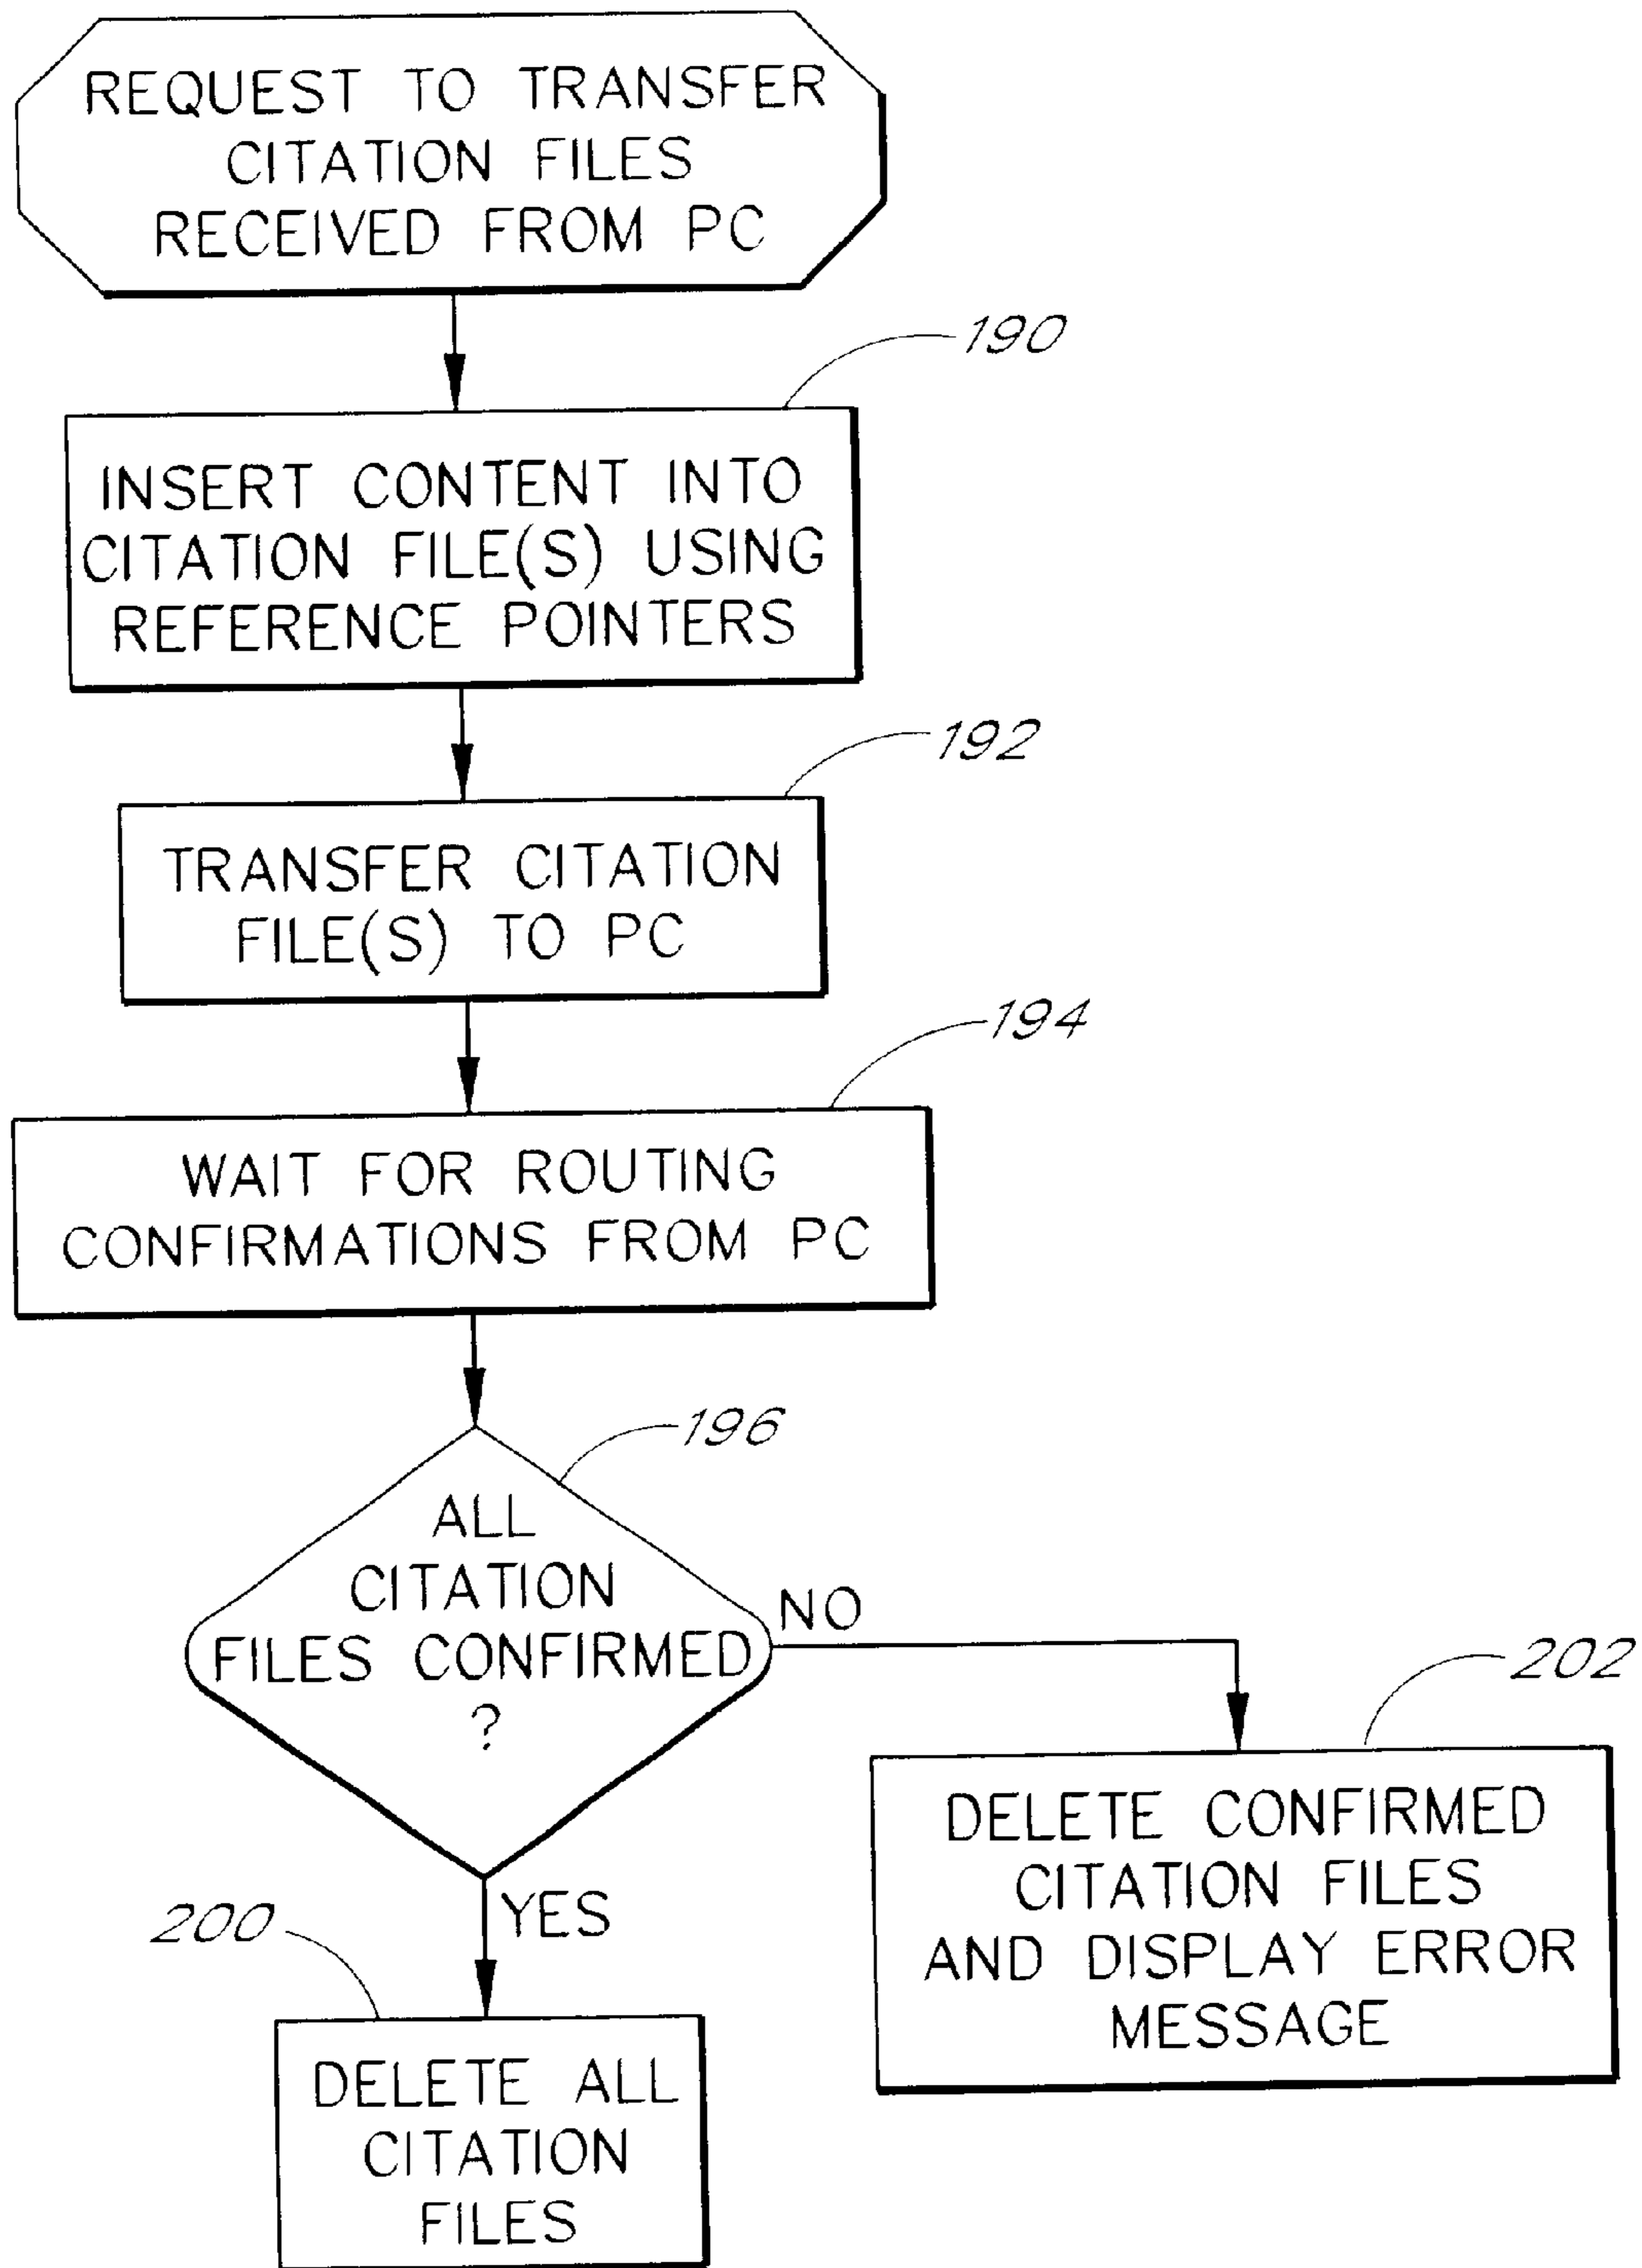 REQUEST TO TRANSFER
CITATION FILES
RECEIVED FROM PC
190
INSERT CONTENT INTO
CITATION FILE(S) USING
REFERENCE POINTERS
192
TRANSFER CITATION
FILE(S) TO PC
194
WAIT FOR ROUTING
CONFIRMATIONS FROM PC
196
ALL
CITATION
FILES CONFIRMED
?
NO
202
DELETE CONFIRMED
CITATION FILES
AND DISPLAY ERROR
MESSAGE
YES
200
DELETE ALL
CITATION
FILES